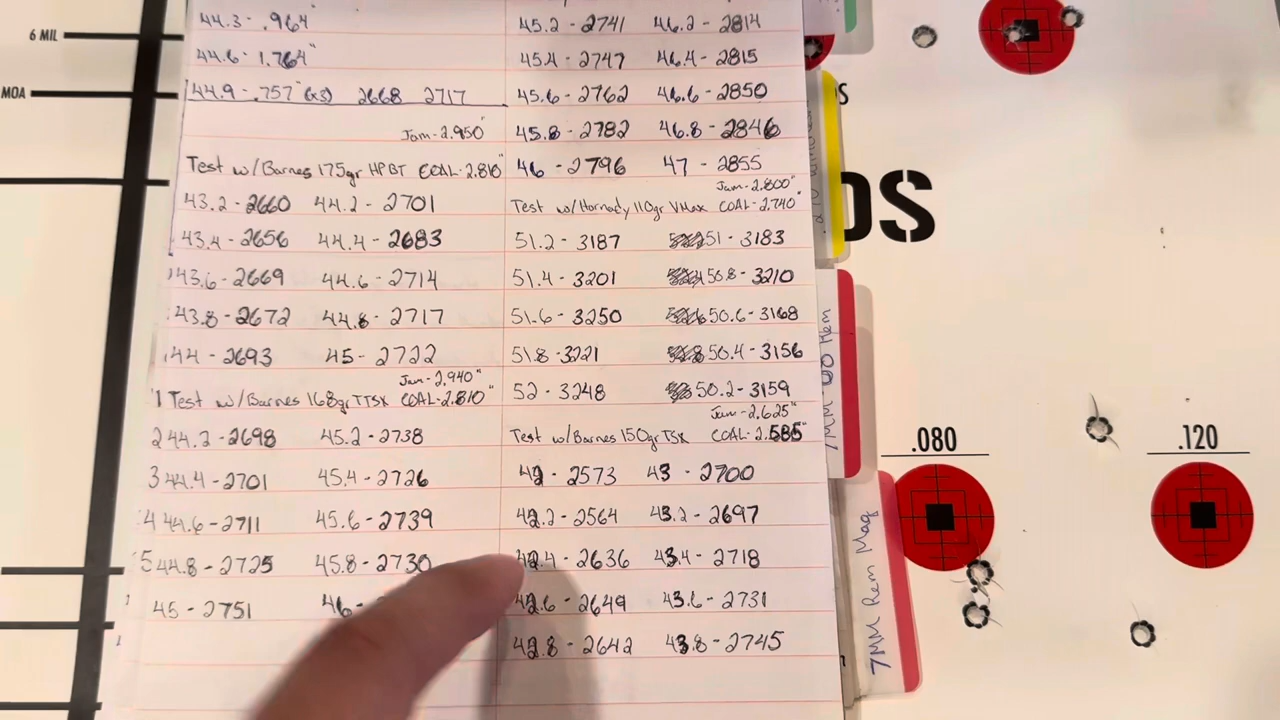 6 MIL
MOA
44.3 - .964"
44.6 - 1.764"
44.9 - .757" (x3) 2668 2717
Jam - 2.950"
Test w/Barnes 175gr HPBT COAL - 2.810"
43.2 - 2660 44.2 - 2701
43.4 - 2656 44.4 - 2683
43.6 - 2669 44.6 - 2714
43.8 - 2672 44.8 - 2717
44 - 2693 45 - 2722
Jam - 2.940"
Test w/Barnes 168gr TTSX COAL - 2.810"
44.2 - 2698 45.2 - 2738
44.4 - 2701 45.4 - 2726
44.6 - 2711 45.6 - 2739
44.8 - 2725 45.8 - 2730
45 - 2751 46 -
45.2 - 2741 46.2 - 2814
45.4 - 2747 46.4 - 2815
45.6 - 2762 46.6 - 2850
45.8 - 2782 46.8 - 2846
46 - 2796 47 - 2855
Jam - 2.800"
Test w/Hornady 110gr VMax COAL - 2.740"
51.2 - 3187 51 - 3183
51.4 - 3201 50.8 - 3210
51.6 - 3250 50.6 - 3168
51.8 - 3221 50.4 - 3156
52 - 3248 50.2 - 3159
Jam - 2.625"
Test w/Barnes 150gr TSX COAL - 2.585"
42 - 2573 43 - 2700
42.2 - 2564 43.2 - 2697
42.4 - 2636 43.4 - 2718
42.6 - 2649 43.6 - 2731
42.8 - 2642 43.8 - 2745
Rem
7MM Rem Mag
DS
.080
.120